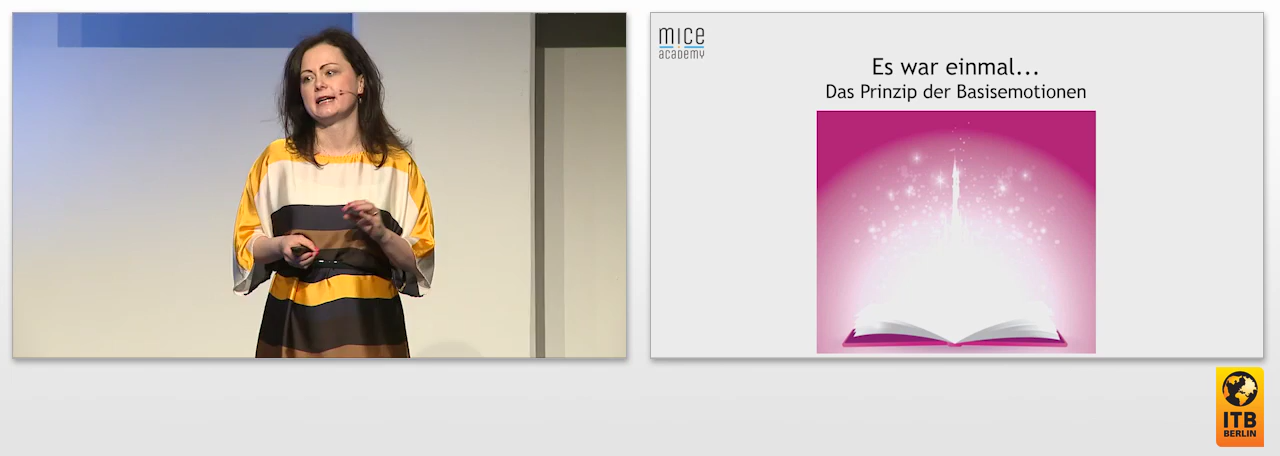 mice
academy
Es war einmal...
Das Prinzip der Basisemotionen
ITB
BERLIN